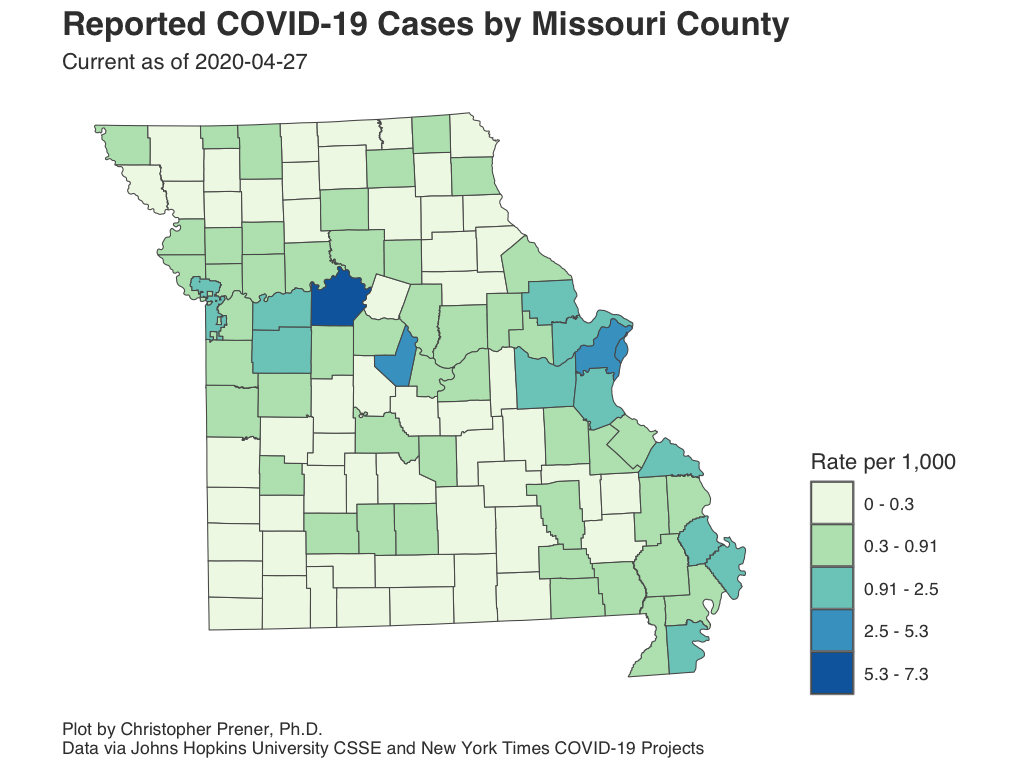 Reported COVID-19 Cases by Missouri County
Current as of 2020-04-27
Rate per 1,000
0 - 0.3
0.3 - 0.91
0.91 - 2.5
2.5 - 5.3
5.3 - 7.3
Plot by Christopher Prener, Ph.D.
Data via Johns Hopkins University CSSE and New York Times COVID-19 Projects